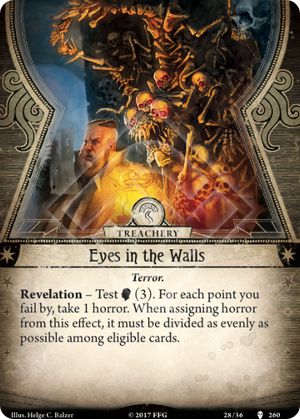 TREACHERY
Eyes in the Walls
Terror.
Revelation – Test (3). For each point you
fail by, take 1 horror. When assigning horror
from this effect, it must be divided as evenly as
possible among eligible cards.
Illus. Helge C. Balzer © 2017 FFG 28/36 260